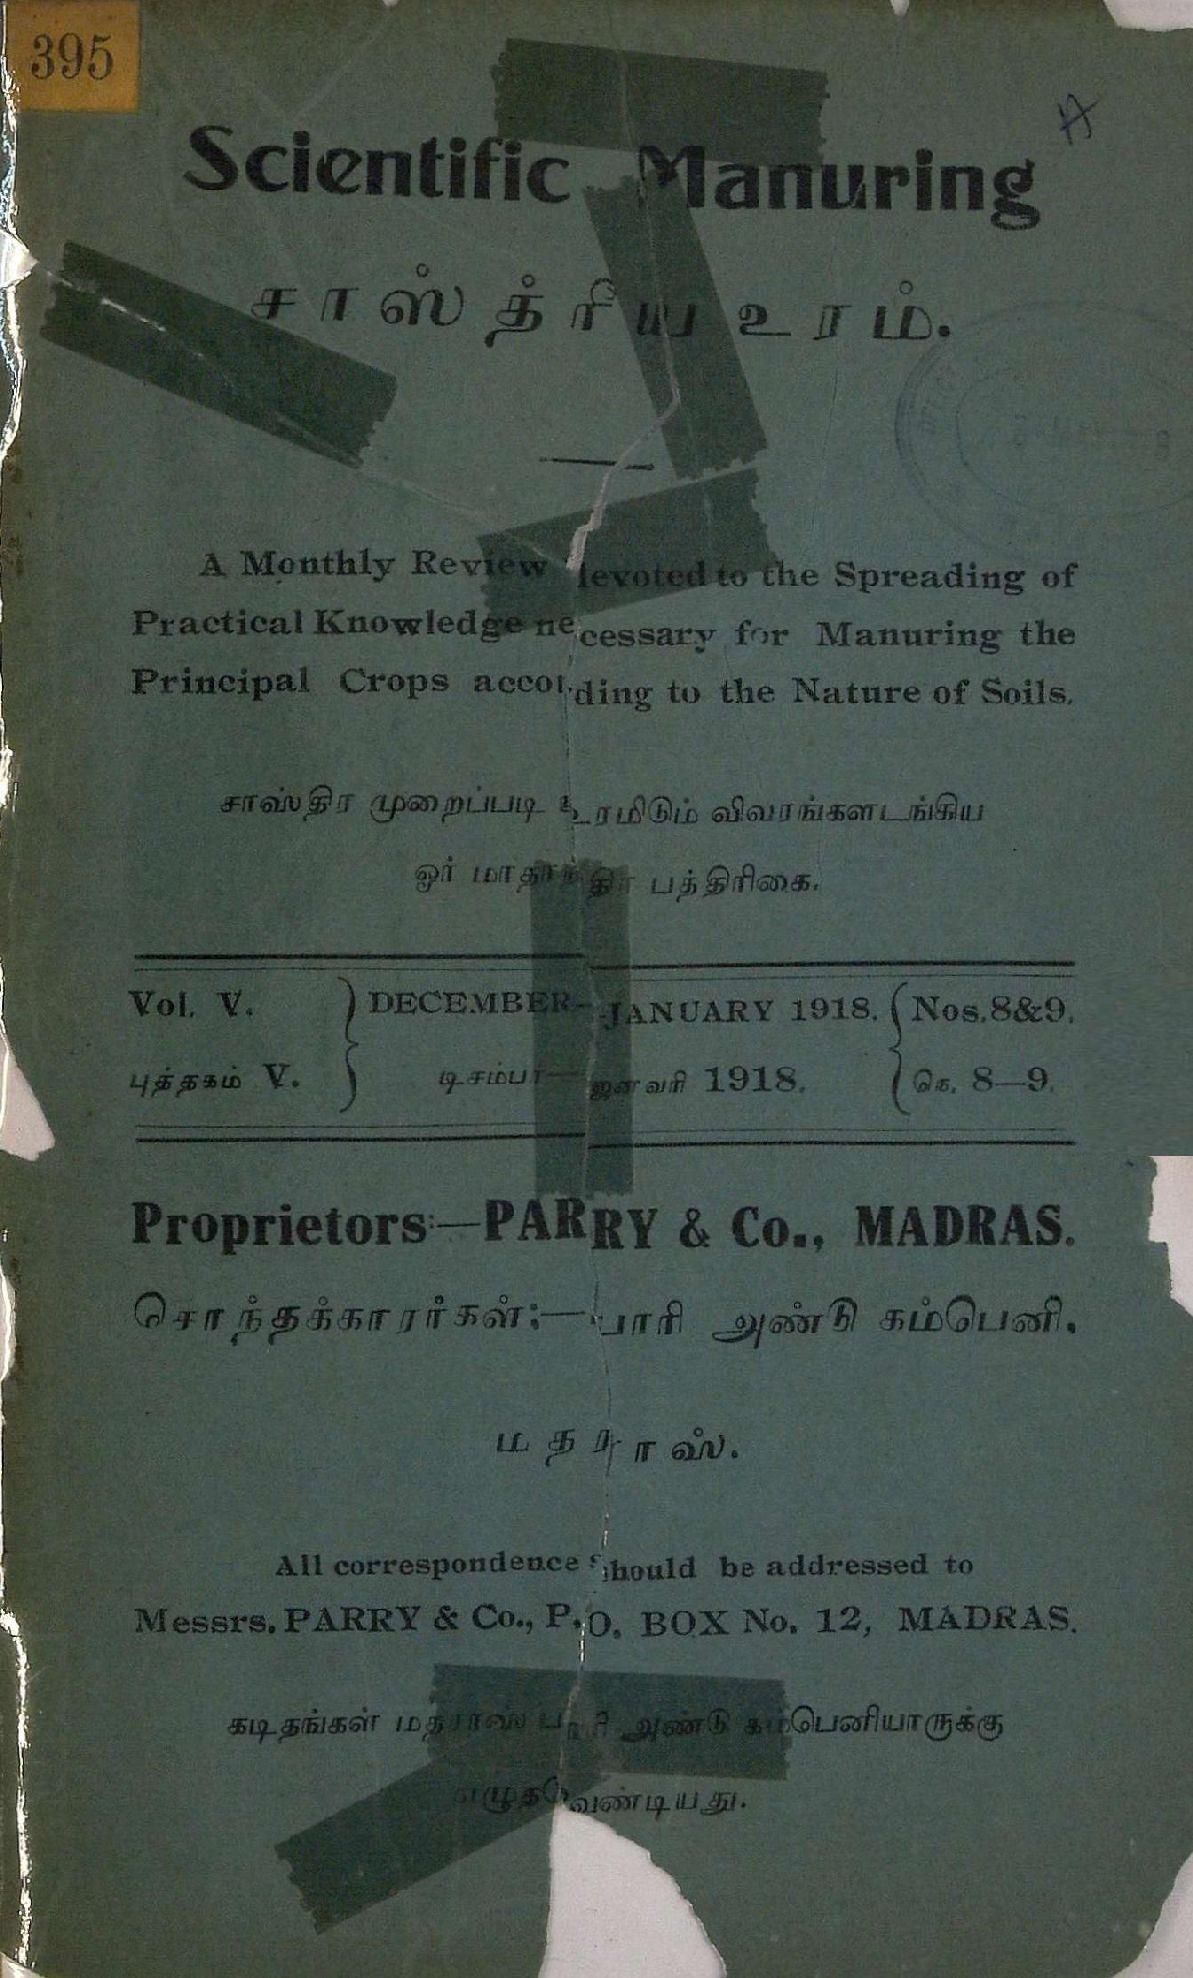 395
Scientific Manuring
சாஸ்த்ரிய உரம்.
A Monthly Review devoted to the Spreading of
Practical Knowledge necessary for Manuring the
Principal Crops according to the Nature of Soils.
சாஸ்திர முறைப்படி உரமிடும் விவரங்களடங்கிய
ஓர் மாதாந்திர பத்திரிகை.
Vol. V. DECEMBER-JANUARY 1918. Nos. 8&9.
புத்தகம் V. டிசம்பர்—ஜனவரி 1918. நெ. 8—9.
Proprietors:—PARRY & Co., MADRAS.
சொந்தக்காரர்கள்:—பாரி அண்டு கம்பெனி.
மதராஸ்.
All correspondence should be addressed to
Messrs. PARRY & Co., P.O. BOX No. 12, MADRAS.
கடிதங்கள் மதராஸ் பாரி அண்டு கம்பெனியாருக்கு
எழுதவேண்டியது.